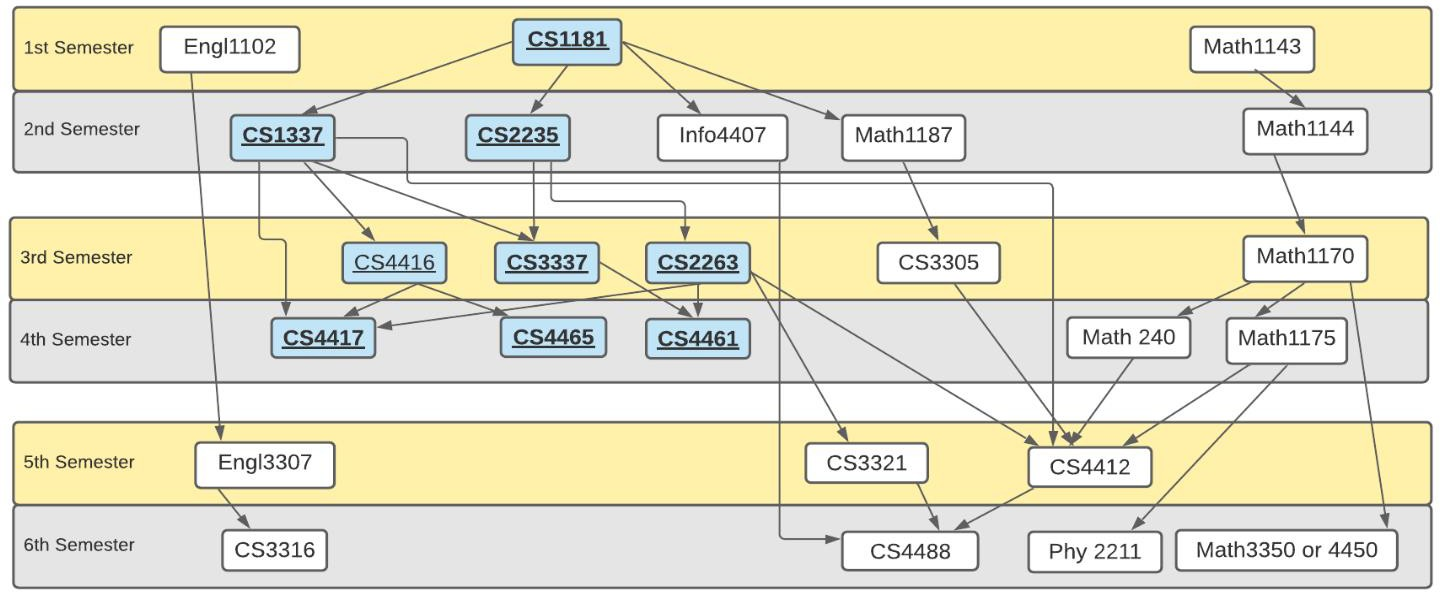 1st Semester
Engl1102
CS1181
Math1143
2nd Semester
CS1337
CS2235
Info4407
Math1187
Math1144
3rd Semester
CS4416
CS3337
CS2263
CS3305
Math1170
4th Semester
CS4417
CS4465
CS4461
Math 240
Math1175
5th Semester
Engl3307
CS3321
CS4412
6th Semester
CS3316
CS4488
Phy 2211
Math3350 or 4450